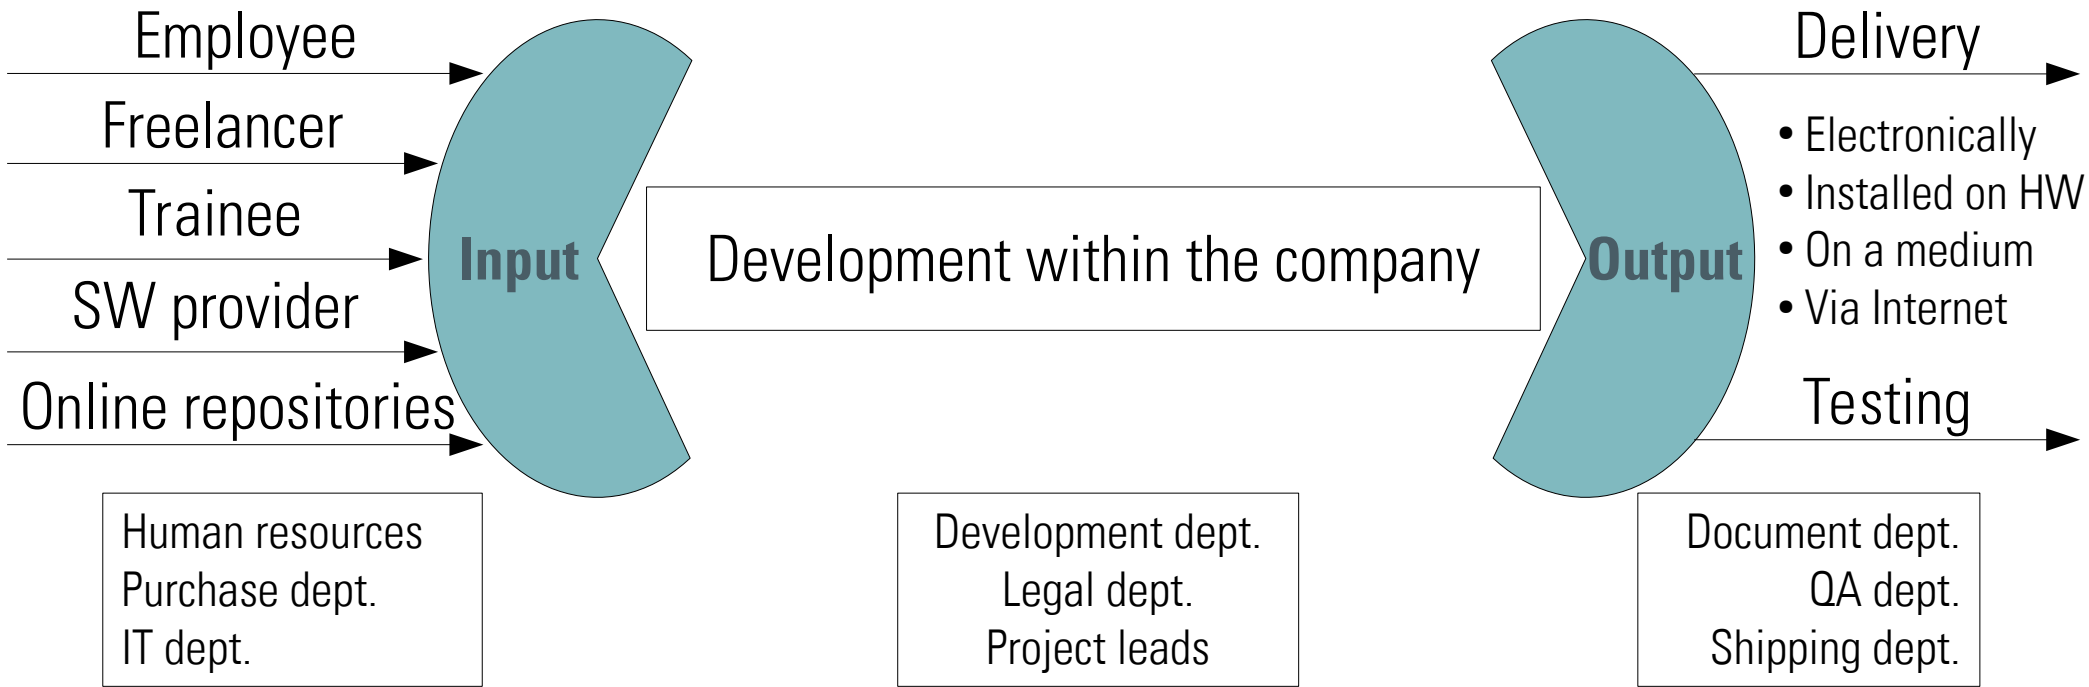 Employee
Freelancer
Trainee
SW provider
Online repositories
Input
Development within the company
Output
Delivery
• Electronically
• Installed on HW
• On a medium
• Via Internet
Testing
Human resources
Purchase dept.
IT dept.
Development dept.
Legal dept.
Project leads
Document dept.
QA dept.
Shipping dept.